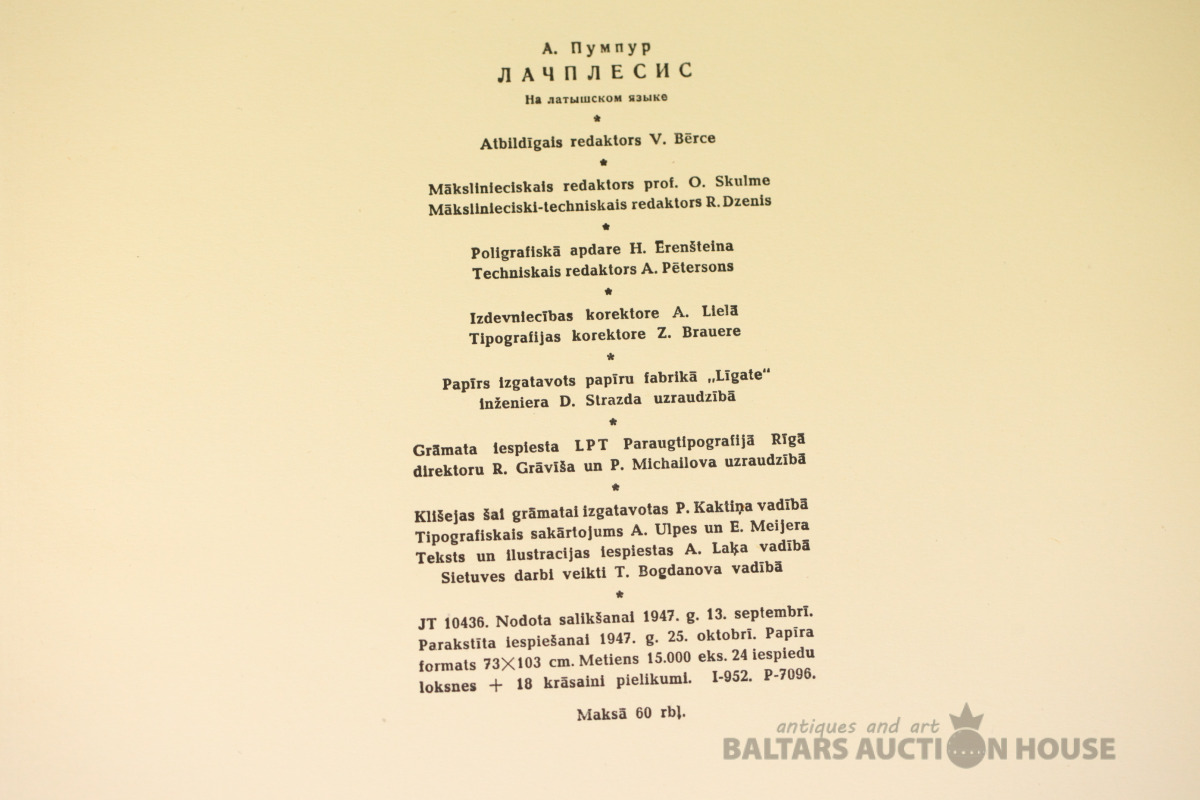 А. Пумпур
ЛАЧПЛЕСИС
На латышском языке
*
Atbildīgais redaktors V. Bērce
*
Mākslinieciskais redaktors prof. O. Skulme
Mākslinieciski-techniskais redaktors R. Dzenis
*
Poligrafiskā apdare H. Ērenšteina
Techniskais redaktors A. Pētersons
*
Izdevniecības korektore A. Lielā
Tipografijas korektore Z. Brauere
*
Papīrs izgatavots papīru fabrikā „Līgate“
inženiera D. Strazda uzraudzībā
*
Grāmata iespiesta LPT Paraugtipografijā Rīgā
direktoru R. Grāvīša un P. Michailova uzraudzībā
*
Klišejas šai grāmatai izgatavotas P. Kaktiņa vadībā
Tipografiskais sakārtojums A. Ulpes un E. Meijera
Teksts un ilustracijas iespiestas A. Laķa vadībā
Sietuves darbi veikti T. Bogdanova vadībā
*
JT 10436. Nodota salikšanai 1947. g. 13. septembrī.
Parakstīta iespiešanai 1947. g. 25. oktobrī. Papīra
formats 73×103 cm. Metiens 15.000 eks. 24 iespiedu
loksnes + 18 krāsaini pielikumi. I-952. P-7096.
Maksā 60 rbļ.
antiques and art
BALTARS AUCTION HOUSE